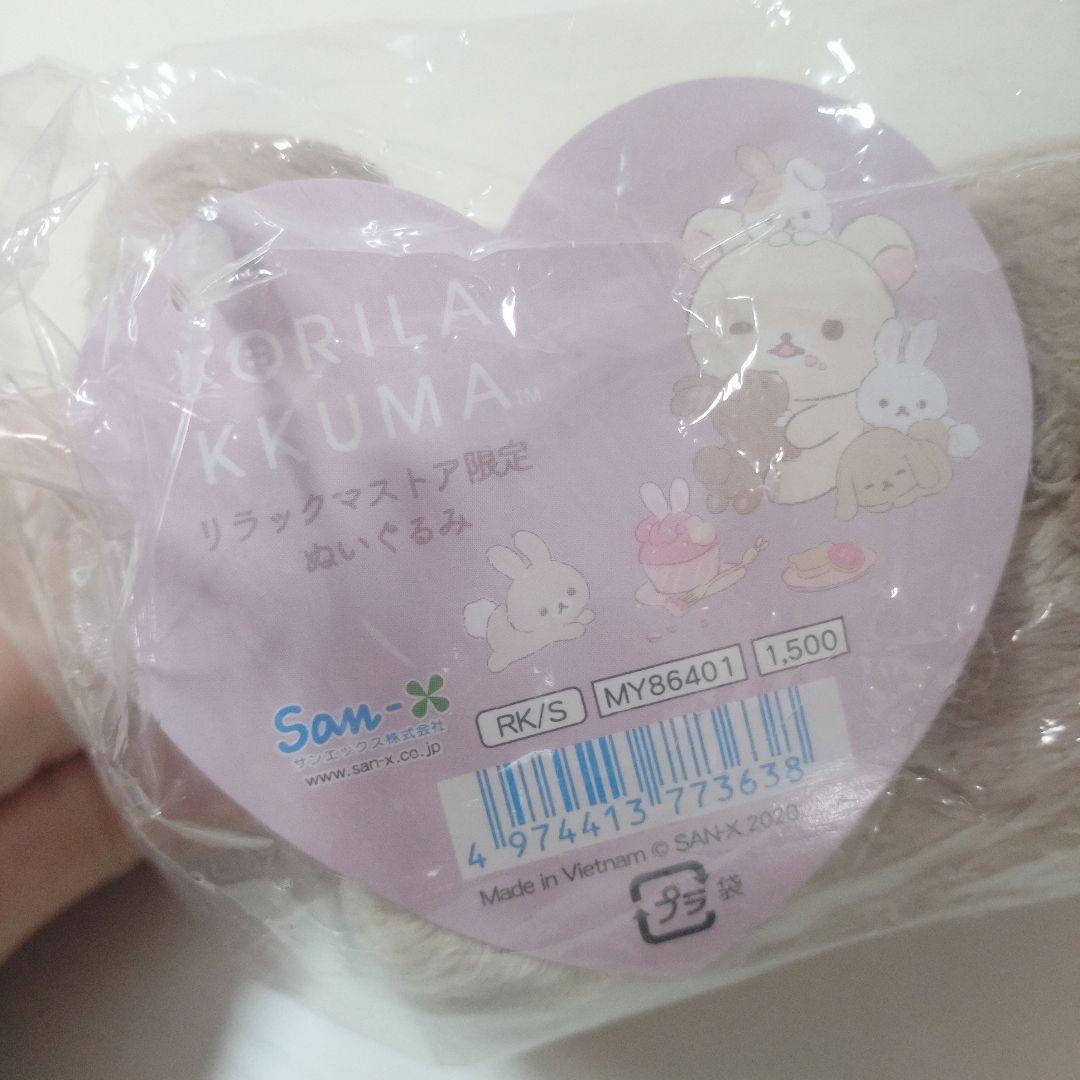 KORILA
KKUMA™
リラックマストア限定
ぬいぐるみ
San-X
サンエックス株式会社
www.san-x.co.jp
RK/S MY86401 1,500
4 974413 773638
Made in Vietnam © SAN-X 2020
プラ 袋